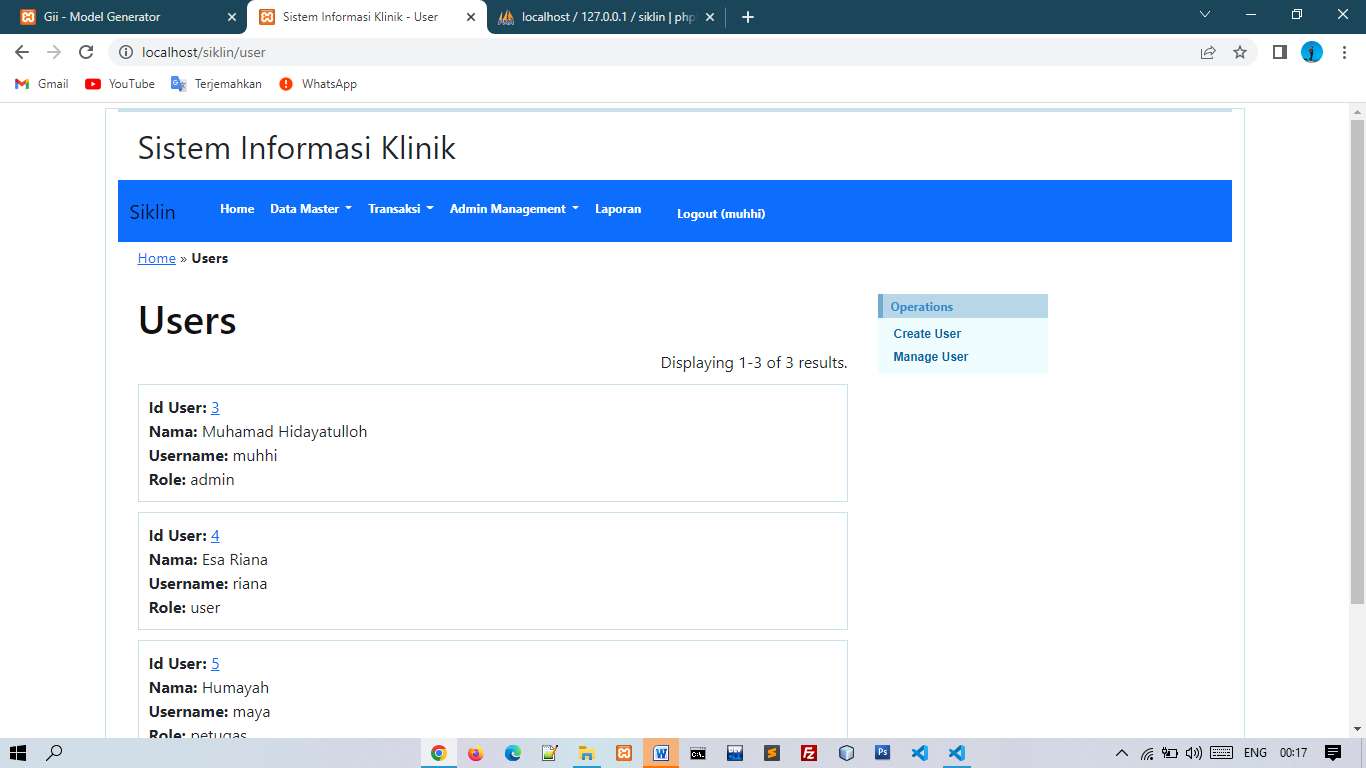 Gii - Model Generator
Sistem Informasi Klinik - User
localhost / 127.0.0.1 / siklin | php
localhost/siklin/user
Gmail
YouTube
Terjemahkan
WhatsApp
Sistem Informasi Klinik
Siklin
Home
Data Master
Transaksi
Admin Management
Laporan
Logout (muhhi)
Home » Users
Users
Displaying 1-3 of 3 results.
Id User: 3
Nama: Muhamad Hidayatulloh
Username: muhhi
Role: admin
Id User: 4
Nama: Esa Riana
Username: riana
Role: user
Id User: 5
Nama: Humayah
Username: maya
Role: petugas
Operations
Create User
Manage User
ENG
00:17